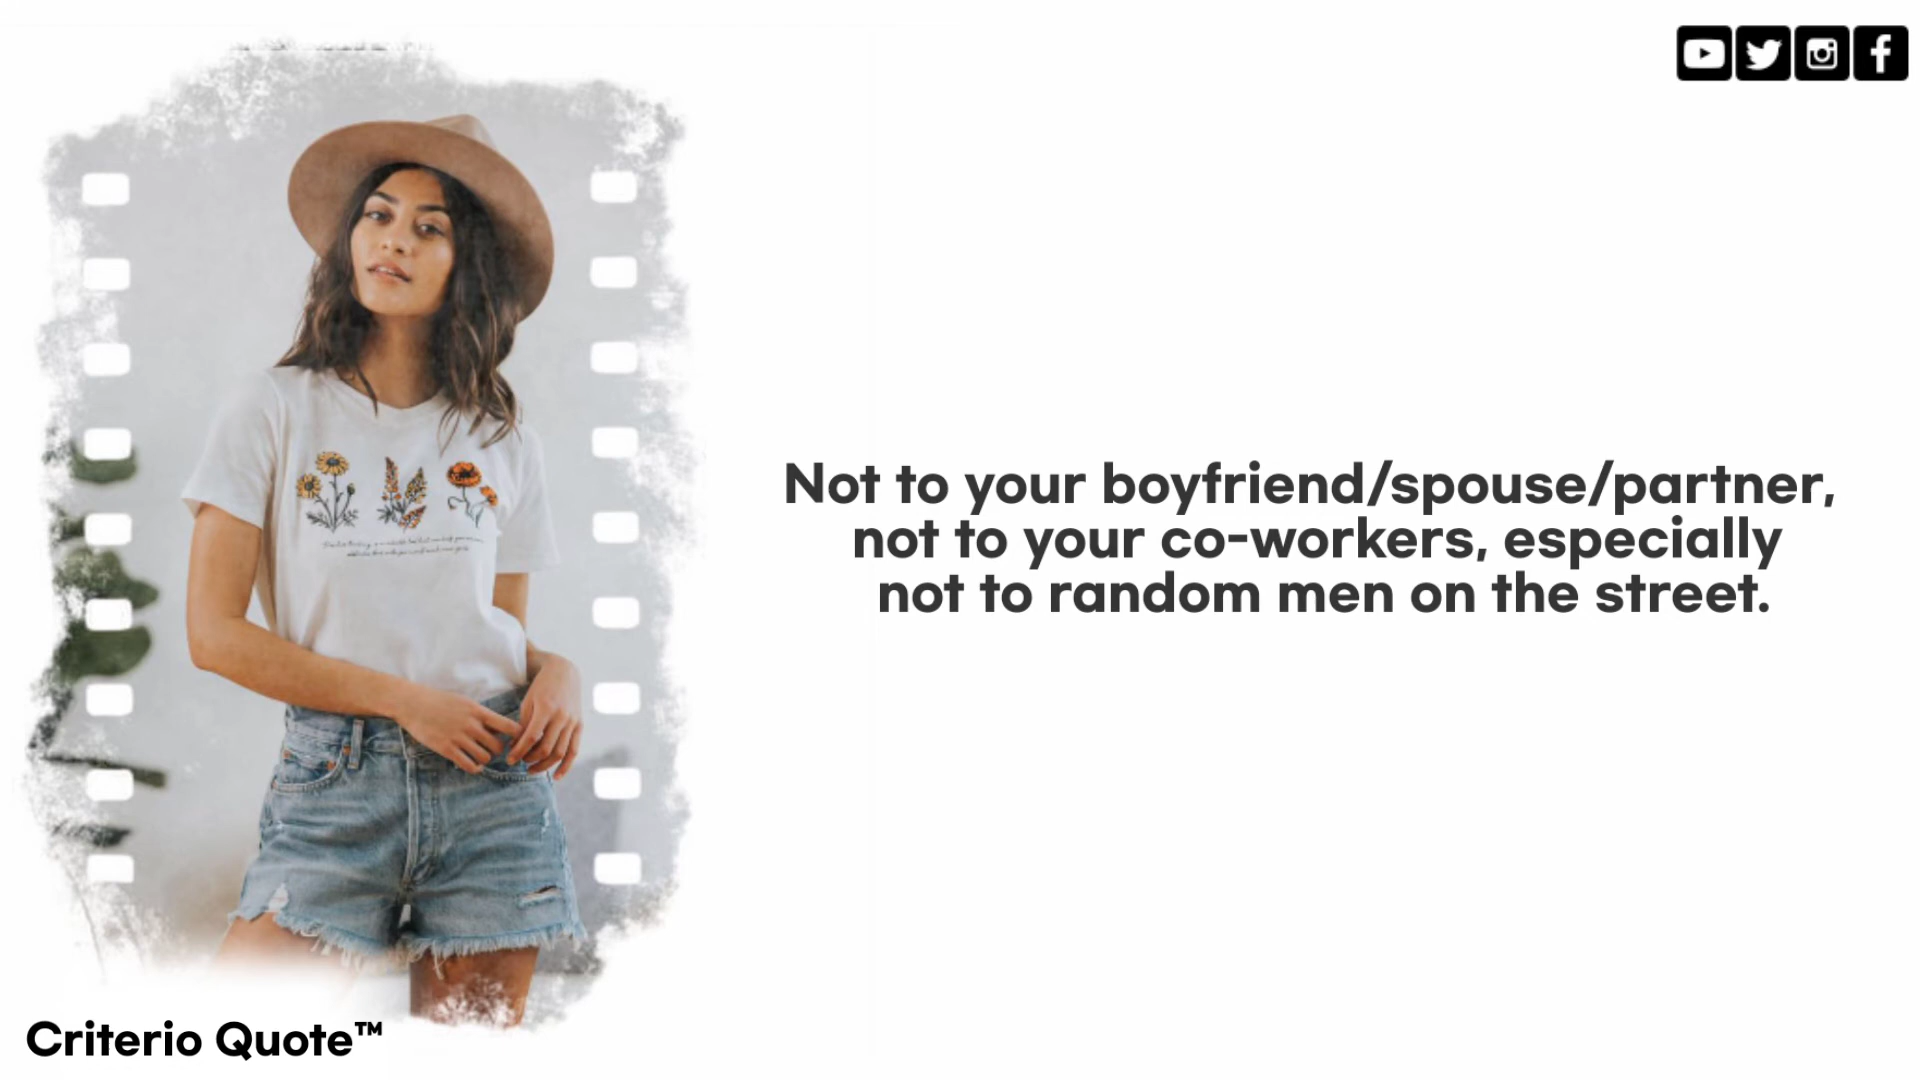 Not to your boyfriend/spouse/partner,
not to your co-workers, especially
not to random men on the street.
Criterio Quote™